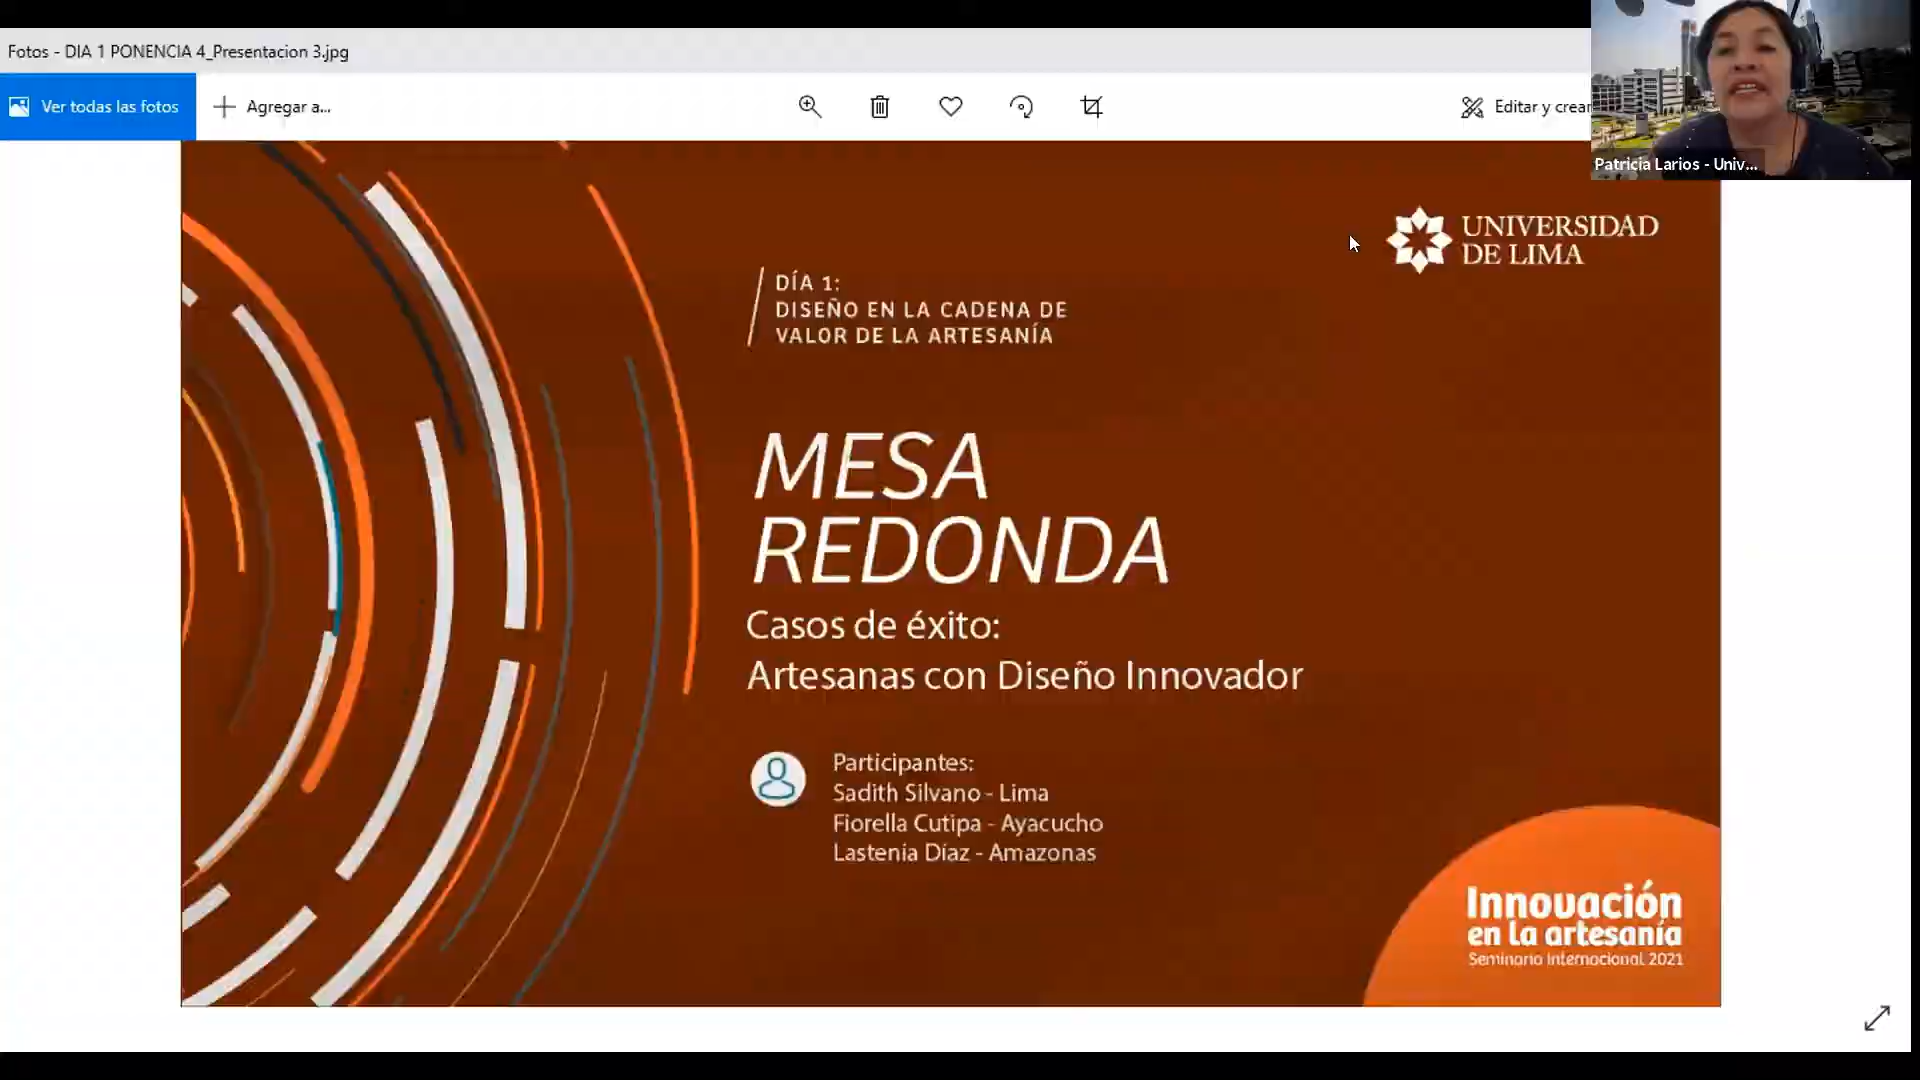 Fotos - DIA 1 PONENCIA 4_Presentacion 3.jpg
Ver todas las fotos
Agregar a...
Editar y crear
Patricia Larios - Univ...
UNIVERSIDAD
DE LIMA
DÍA 1:
DISEÑO EN LA CADENA DE
VALOR DE LA ARTESANÍA
MESA
REDONDA
Casos de éxito:
Artesanas con Diseño Innovador
Participantes:
Sadith Silvano - Lima
Fiorella Cutipa - Ayacucho
Lastenia Díaz - Amazonas
Innovación
en la artesanía
Seminario Internacional 2021